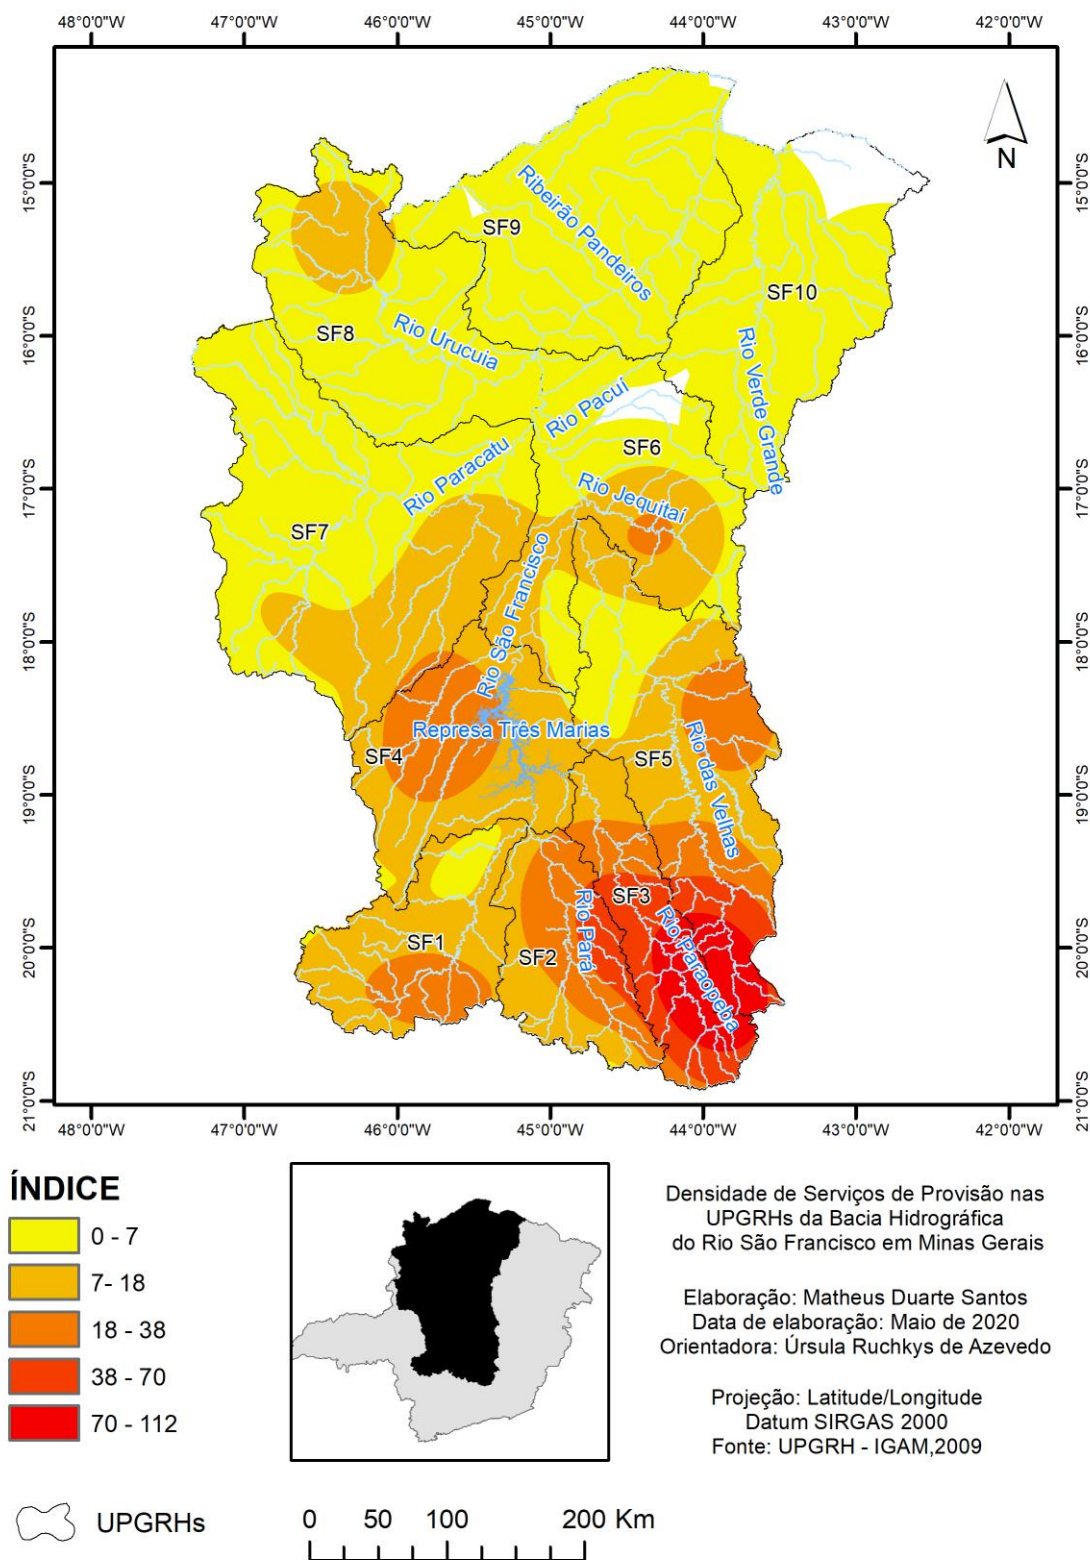 48°0'0"W 47°0'0"W 46°0'0"W 45°0'0"W 44°0'0"W 43°0'0"W 42°0'0"W
N
15°0'0"S
15°0'0"S
Ribeirão Pandeiros
SF9
SF10
SF8
Rio Urucuia
16°0'0"S
16°0'0"S
Rio Verde Grande
Rio Pacuí
SF6
Rio Paracatu
Rio Jequitaí
17°0'0"S
17°0'0"S
SF7
Rio São Francisco
18°0'0"S
18°0'0"S
Represa Três Marias
SF4
SF5
Rio das Velhas
19°0'0"S
19°0'0"S
SF3
Rio Pará
Rio Paraopeba
SF1
SF2
20°0'0"S
20°0'0"S
21°0'0"S
21°0'0"S
48°0'0"W 47°0'0"W 46°0'0"W 45°0'0"W 44°0'0"W 43°0'0"W 42°0'0"W
ÍNDICE
0 - 7
7- 18
18 - 38
38 - 70
70 - 112
UPGRHs
0 50 100 200 Km
Densidade de Serviços de Provisão nas
UPGRHs da Bacia Hidrográfica
do Rio São Francisco em Minas Gerais
Elaboração: Matheus Duarte Santos
Data de elaboração: Maio de 2020
Orientadora: Úrsula Ruchkys de Azevedo
Projeção: Latitude/Longitude
Datum SIRGAS 2000
Fonte: UPGRH - IGAM,2009